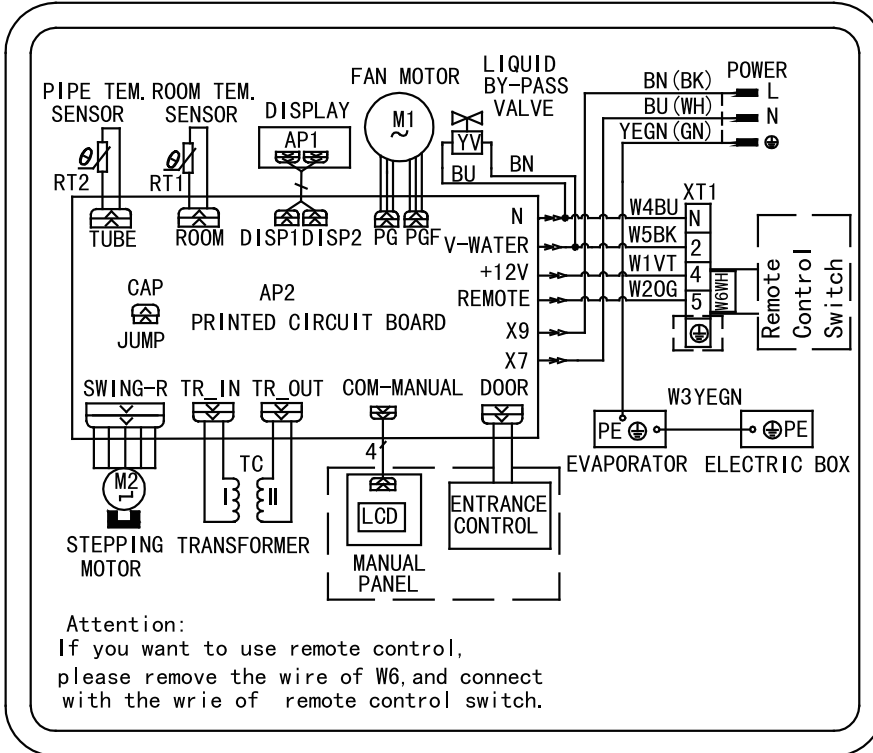 PIPE TEM. SENSOR
ROOM TEM. SENSOR
DISPLAY
FAN MOTOR
LIQUID
BY-PASS
VALVE
BN(BK)
POWER
L
BU(WH)
N
YEGN(GN)
θ
RT2
θ
RT1
AP1
M1
~
YV
BU
BN
TUBE
ROOM
DISP1
DISP2
PG
PGF
N
V-WATER
+12V
REMOTE
X9
X7
W4BU
W5BK
W1VT
W2OG
XT1
N
2
4
5
W6WH
Remote
Control
Switch
CAP
JUMP
AP2
PRINTED CIRCUIT BOARD
SWING-R
TR_IN
TR_OUT
COM-MANUAL
DOOR
W3YEGN
PE
EVAPORATOR
PE
ELECTRIC BOX
M2
STEPPING
MOTOR
TC
I
II
TRANSFORMER
4
LCD
MANUAL
PANEL
ENTRANCE
CONTROL
Attention:
If you want to use remote control,
please remove the wire of W6, and connect
with the wrie of remote control switch.